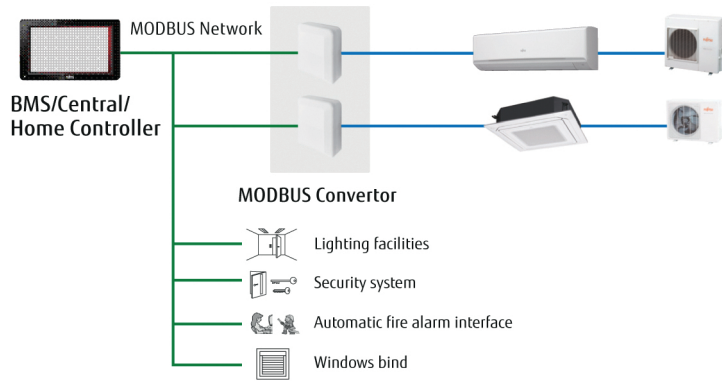 MODBUS Network
BMS/Central/
Home Controller
MODBUS Convertor
Lighting facilities
Security system
Automatic fire alarm interface
Windows bind